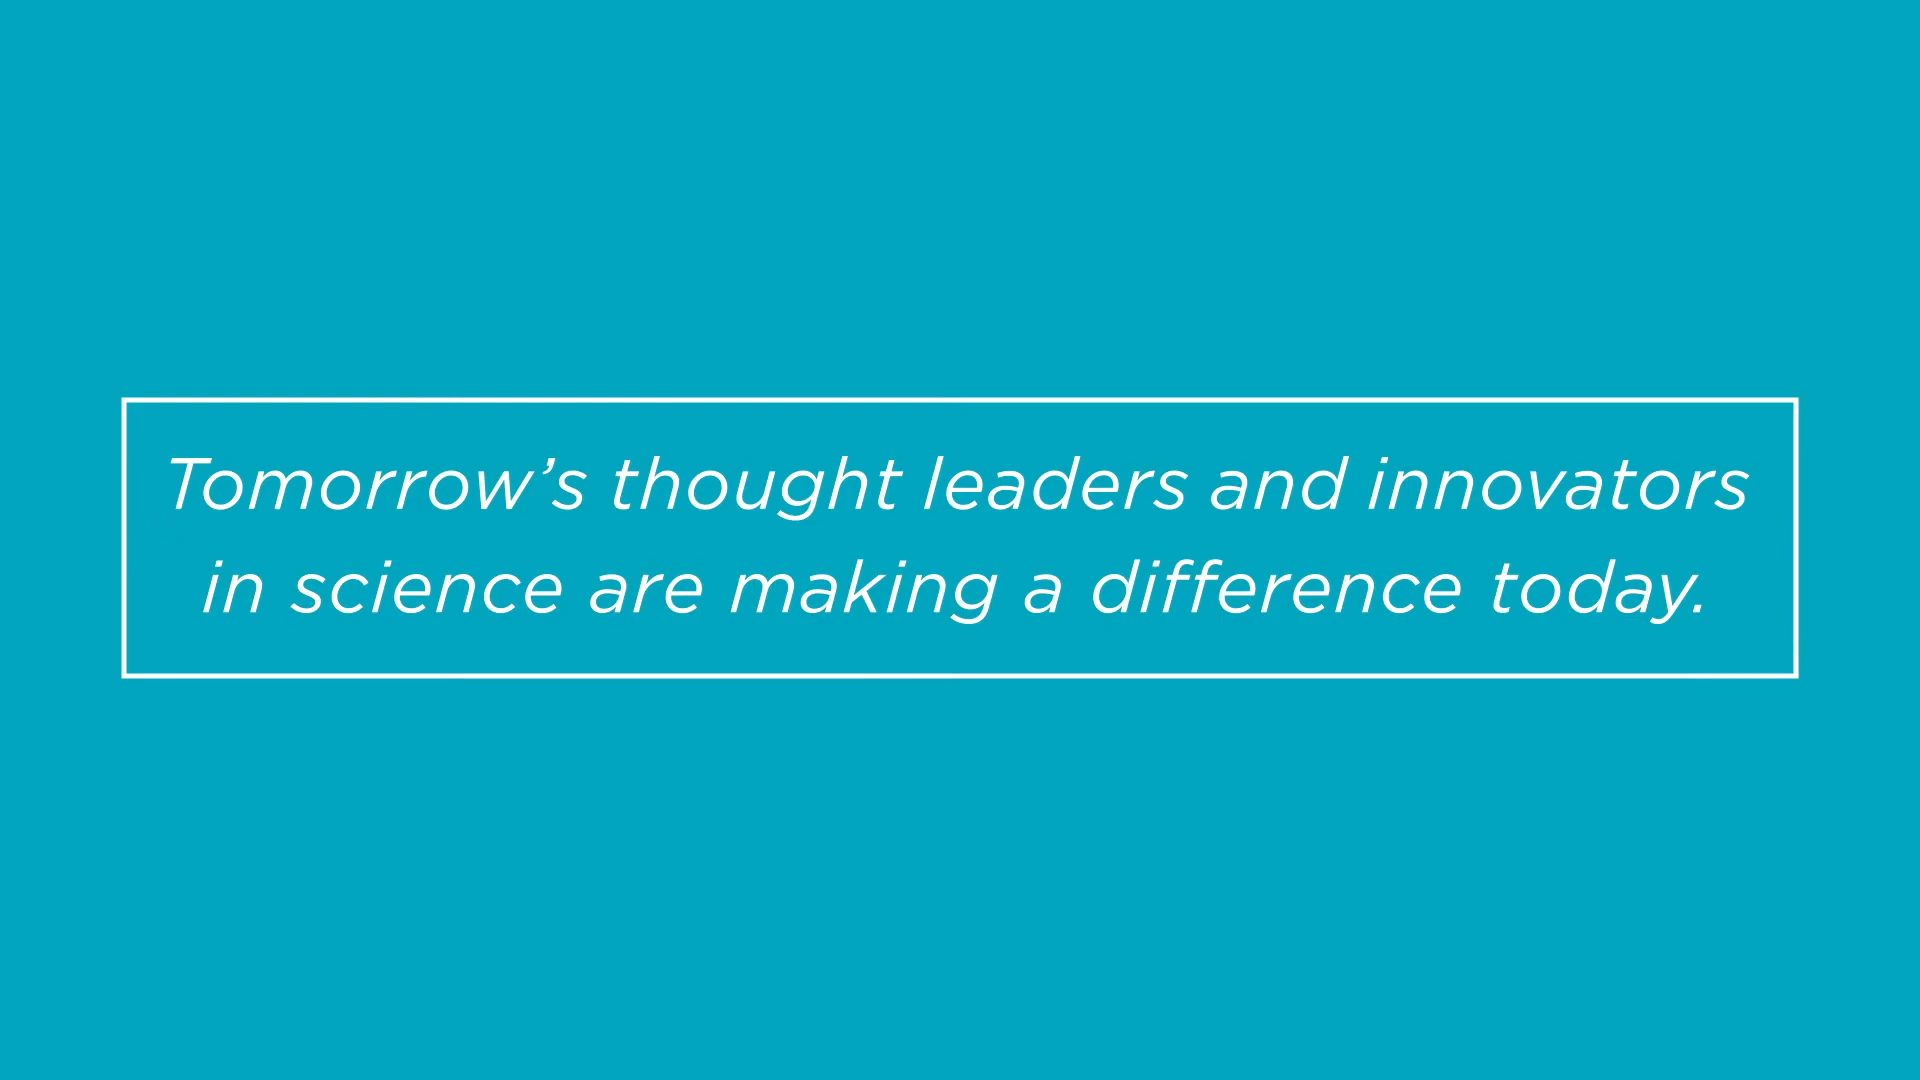 Tomorrow’s thought leaders and innovators
in science are making a difference today.